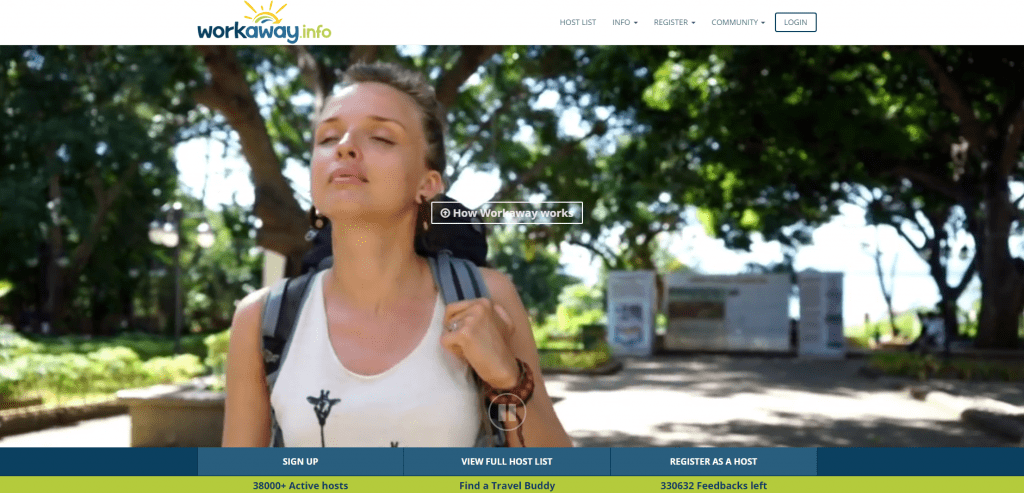 workaway.info
HOST LIST
INFO
REGISTER
COMMUNITY
LOGIN
How Workaway works
SIGN UP
VIEW FULL HOST LIST
REGISTER AS A HOST
38000+ Active hosts
Find a Travel Buddy
330632 Feedbacks left